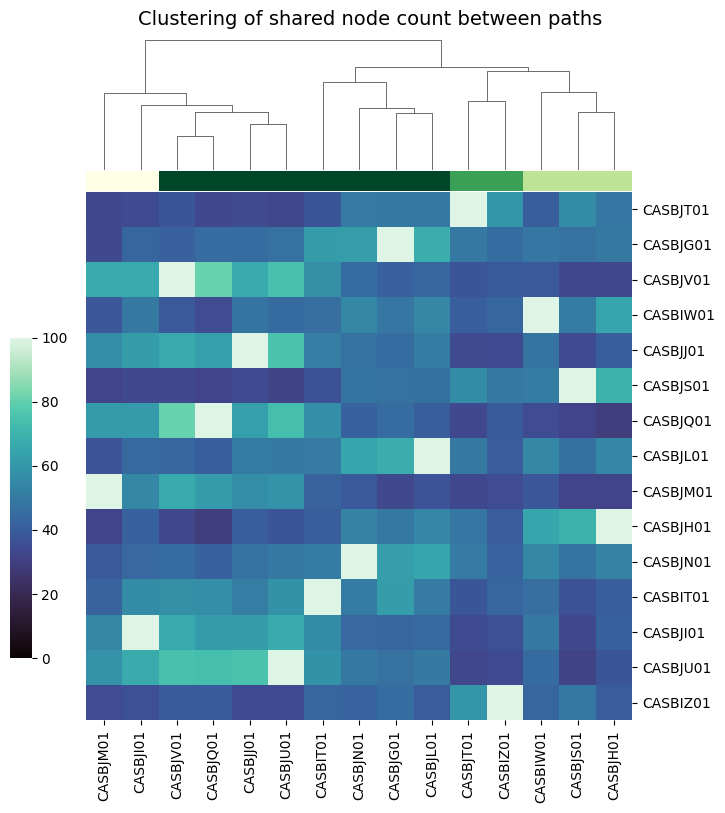 Clustering of shared node count between paths
CASBJT01
CASBJG01
CASBJV01
CASBIW01
CASBJJ01
CASBJS01
CASBJQ01
CASBJL01
CASBJM01
CASBJH01
CASBJN01
CASBIT01
CASBJI01
CASBJU01
CASBIZ01
100
80
60
40
20
0
CASBJM01
CASBJI01
CASBJV01
CASBJQ01
CASBJJ01
CASBJU01
CASBIT01
CASBJN01
CASBJG01
CASBJL01
CASBJT01
CASBIZ01
CASBIW01
CASBJS01
CASBJH01